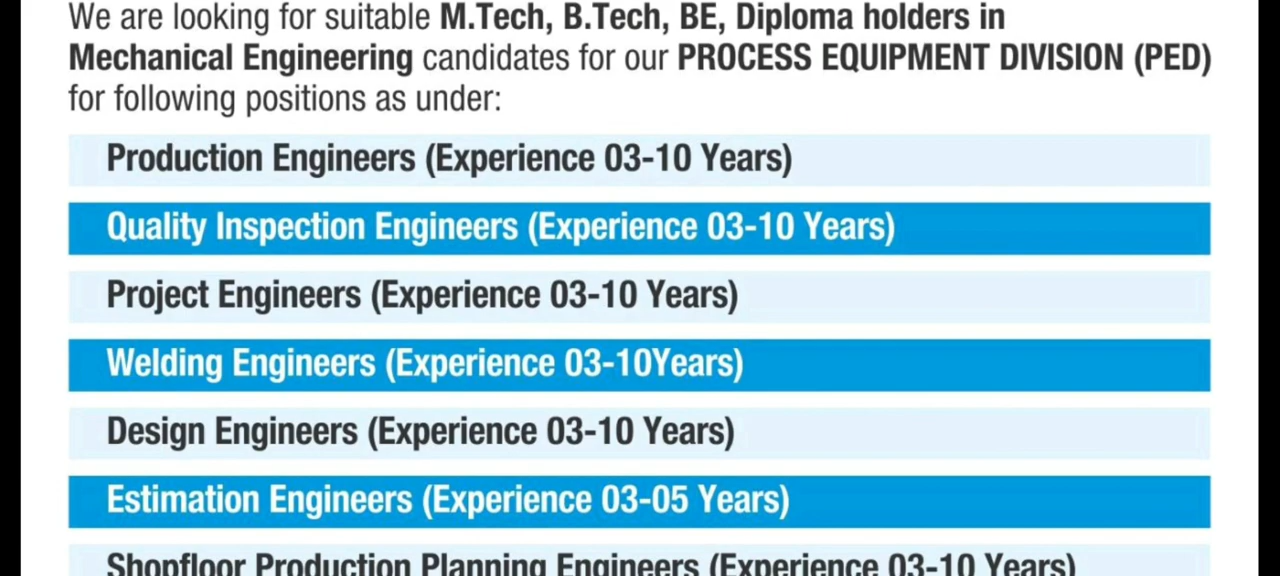 We are looking for suitable M.Tech, B.Tech, BE, Diploma holders in
Mechanical Engineering candidates for our PROCESS EQUIPMENT DIVISION (PED)
for following positions as under:
Production Engineers (Experience 03-10 Years)
Quality Inspection Engineers (Experience 03-10 Years)
Project Engineers (Experience 03-10 Years)
Welding Engineers (Experience 03-10Years)
Design Engineers (Experience 03-10 Years)
Estimation Engineers (Experience 03-05 Years)
Shopfloor Production Planning Engineers (Experience 03-10 Years)